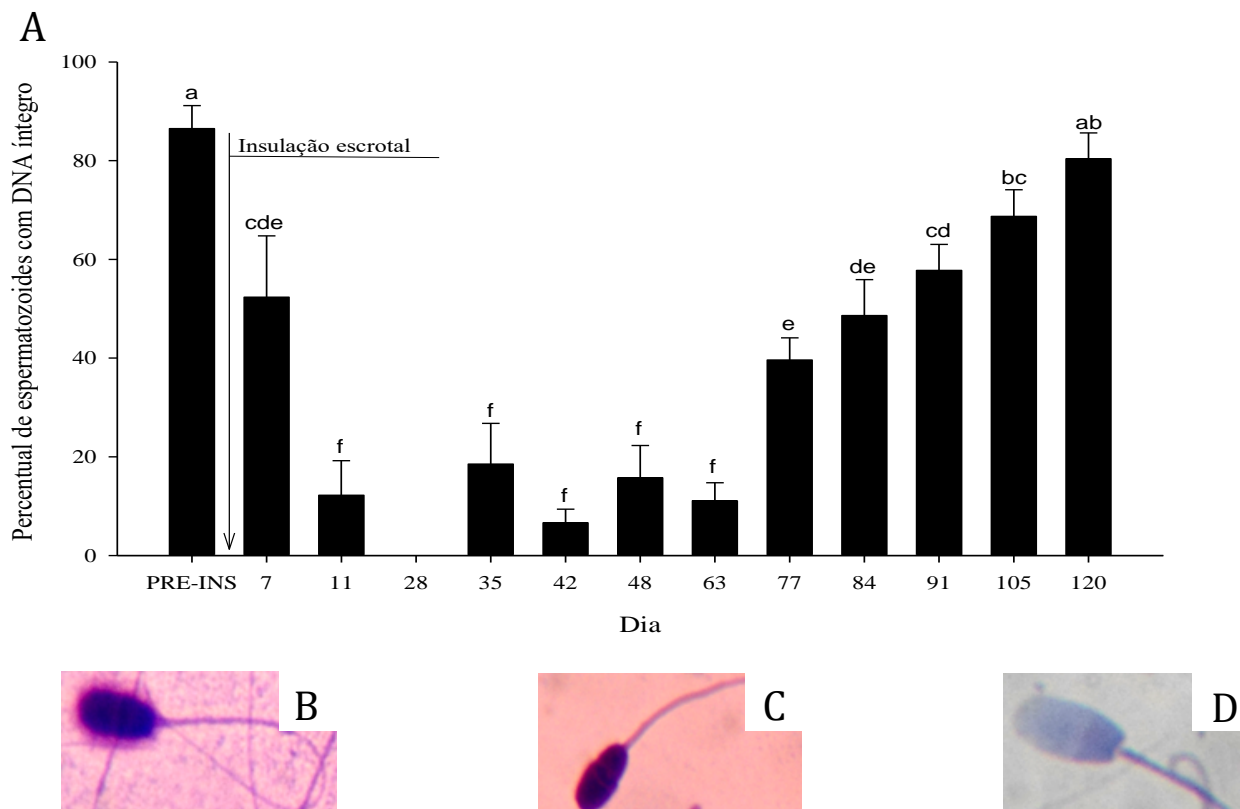 A
Percentual de espermatozoides com DNA íntegro
100
80
60
40
20
0
a
Insulação escrotal
cde
f
f
f
f
f
e
de
cd
bc
ab
PRE-INS 7 11 28 35 42 48 63 77 84 91 105 120
Dia
B
C
D